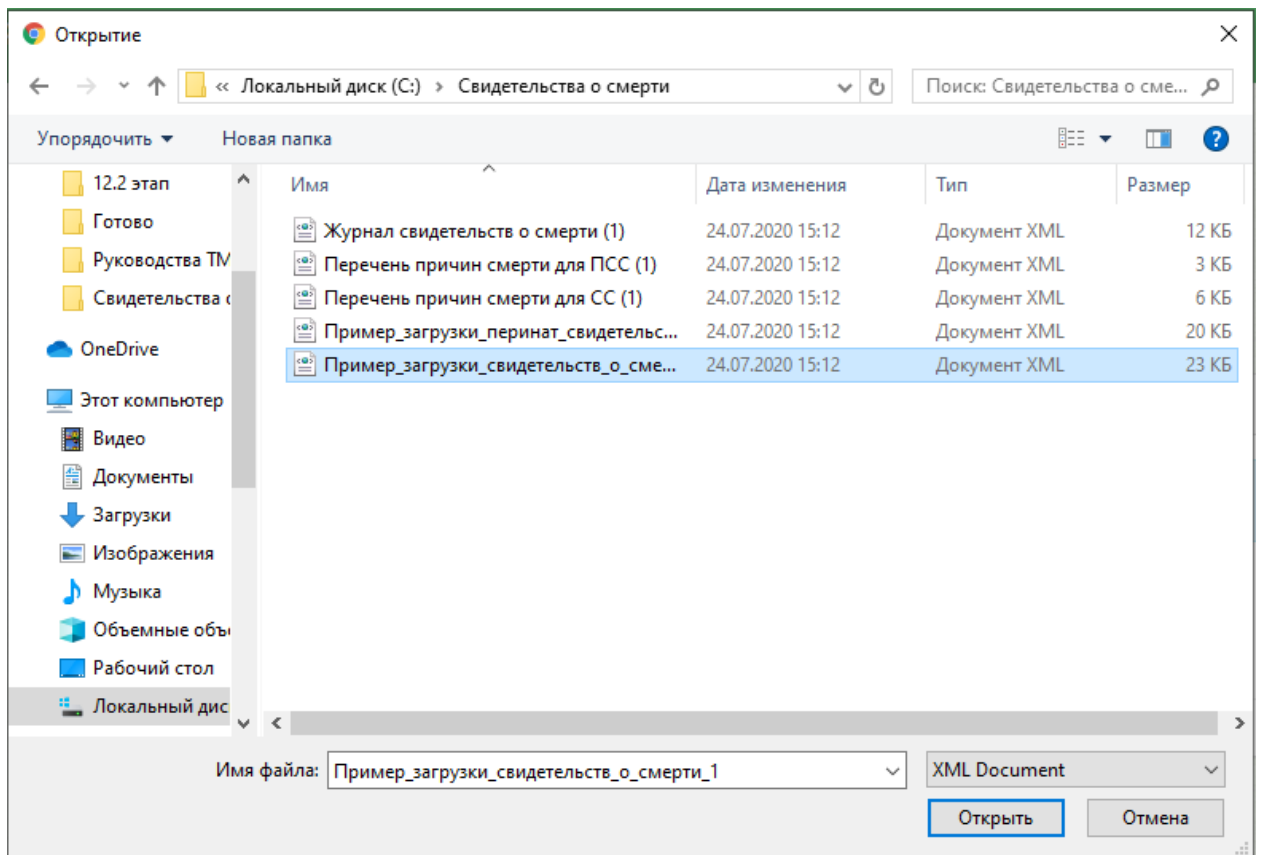 Открытие
« Локальный диск (C:) › Свидетельства о смерти
Поиск: Свидетельства о сме...
Упорядочить
Новая папка
12.2 этап
Готово
Руководства ТМ
Свидетельства с
OneDrive
Этот компьютер
Видео
Документы
Загрузки
Изображения
Музыка
Объемные объ
Рабочий стол
Локальный дис
Имя Дата изменения Тип Размер
Журнал свидетельств о смерти (1) 24.07.2020 15:12 Документ XML 12 КБ
Перечень причин смерти для ПСС (1) 24.07.2020 15:12 Документ XML 3 КБ
Перечень причин смерти для СС (1) 24.07.2020 15:12 Документ XML 6 КБ
Пример_загрузки_перинат_свидетельс... 24.07.2020 15:12 Документ XML 20 КБ
Пример_загрузки_свидетельств_о_сме... 24.07.2020 15:12 Документ XML 23 КБ
Имя файла: Пример_загрузки_свидетельств_о_смерти_1
XML Document
Открыть
Отмена